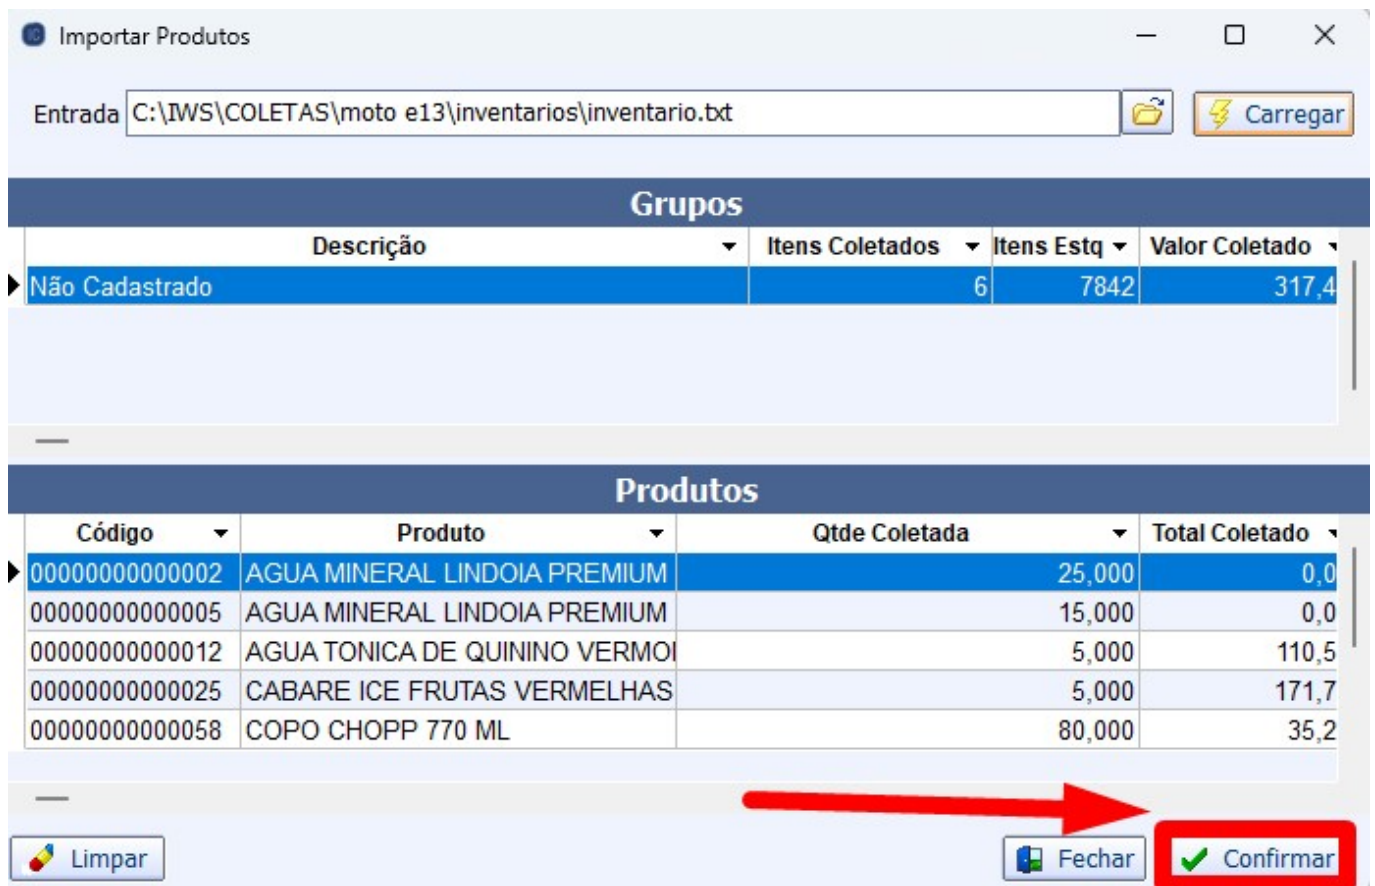 Importar Produtos
Entrada C:\IWS\COLETAS\moto e13\inventarios\inventario.txt Carregar
Grupos
Descrição Itens Coletados Itens Estq Valor Coletado
Não Cadastrado 6 7842 317,4
Produtos
Código Produto Qtde Coletada Total Coletado
00000000000002 AGUA MINERAL LINDOIA PREMIUM 25,000 0,0
00000000000005 AGUA MINERAL LINDOIA PREMIUM 15,000 0,0
00000000000012 AGUA TONICA DE QUININO VERMO 5,000 110,5
00000000000025 CABARE ICE FRUTAS VERMELHAS 5,000 171,7
00000000000058 COPO CHOPP 770 ML 80,000 35,2
Limpar Fechar Confirmar